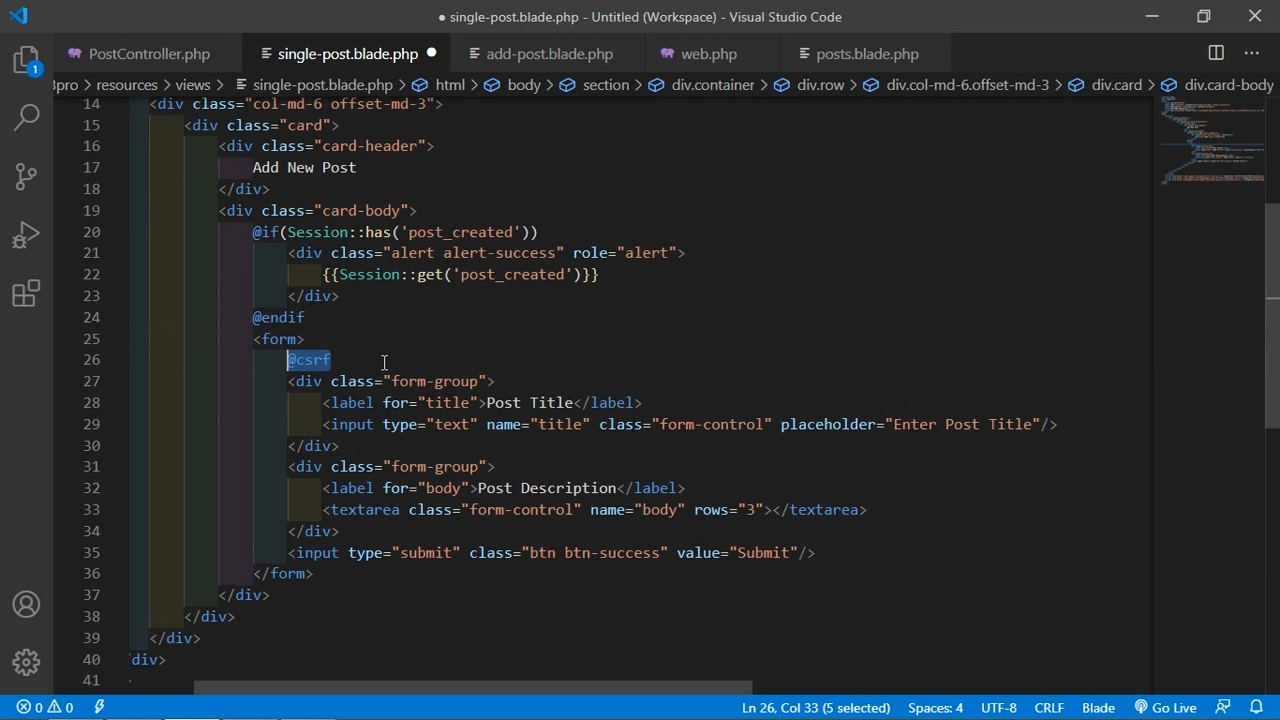 ● single-post.blade.php - Untitled (Workspace) - Visual Studio Code
PostController.php single-post.blade.php ● add-post.blade.php web.php posts.blade.php
pro > resources > views > single-post.blade.php > html > body > section > div.container > div.row > div.col-md-6.offset-md-3 > div.card > div.card-body
1
14 <div class="col-md-6 offset-md-3">
15 <div class="card">
16 <div class="card-header">
17 Add New Post
18 </div>
19 <div class="card-body">
20 @if(Session::has('post_created'))
21 <div class="alert alert-success" role="alert">
22 {{Session::get('post_created')}}
23 </div>
24 @endif
25 <form>
26 @csrf
27 <div class="form-group">
28 <label for="title">Post Title</label>
29 <input type="text" name="title" class="form-control" placeholder="Enter Post Title"/>
30 </div>
31 <div class="form-group">
32 <label for="body">Post Description</label>
33 <textarea class="form-control" name="body" rows="3"></textarea>
34 </div>
35 <input type="submit" class="btn btn-success" value="Submit"/>
36 </form>
37 </div>
38 </div>
39 </div>
40 div>
41
0 0 Ln 26, Col 33 (5 selected) Spaces: 4 UTF-8 CRLF Blade Go Live